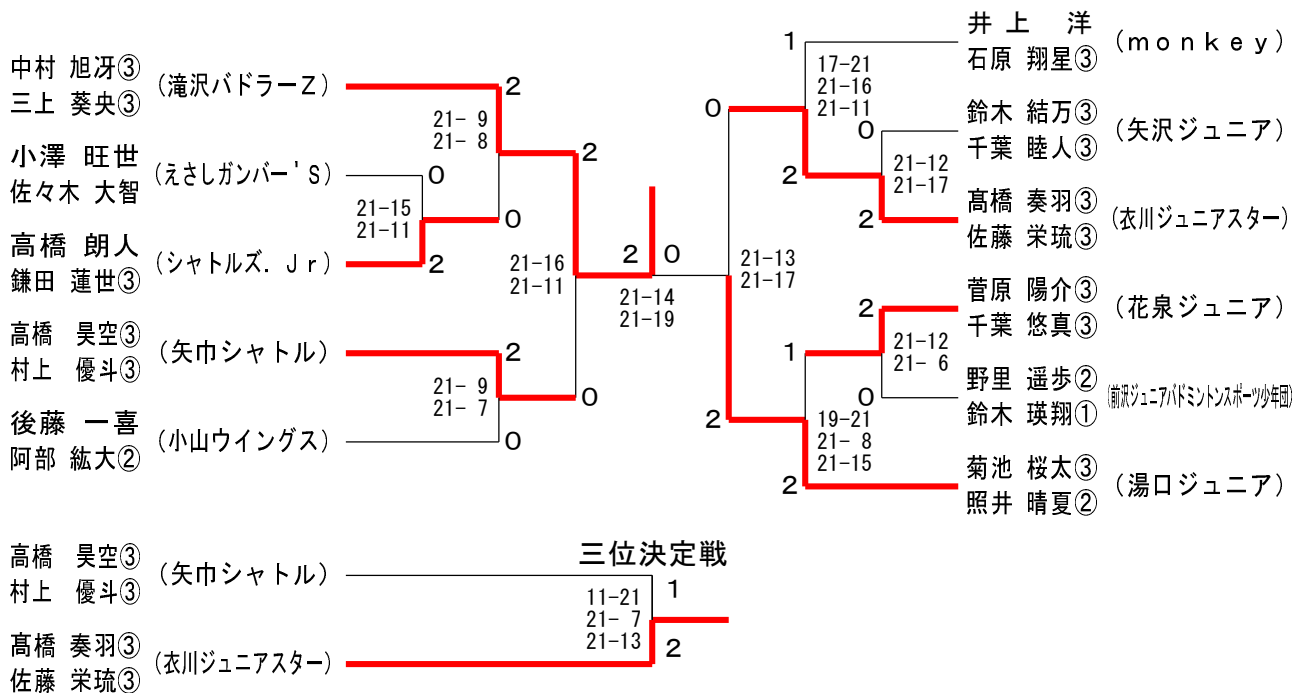 中村 旭冴③
三上 葵央③
(滝沢バドラーZ)
2
21- 9
21- 8
小澤 旺世
佐々木 大智
(えさしガンバー'S)
0
21-15
21-11
0
高橋 朗人
鎌田 蓮世③
(シャトルズ．Jr)
2
2
21-16
21-11
高橋 昊空③
村上 優斗③
(矢巾シャトル)
2
21- 9
21- 7
0
後藤 一喜
阿部 紘大②
(小山ウイングス)
0
2
0
21-14
21-19
井上 洋
石原 翔星③
(monkey)
1
17-21
21-16
21-11
0
鈴木 結万③
千葉 睦人③
(矢沢ジュニア)
0
21-12
21-17
2
髙橋 奏羽③
佐藤 栄琉③
(衣川ジュニアスター)
2
21-13
21-17
菅原 陽介③
千葉 悠真③
(花泉ジュニア)
2
21-12
21- 6
1
野里 遥歩②
鈴木 瑛翔①
(前沢ジュニアバドミントンスポーツ少年団)
0
19-21
21- 8
21-15
2
菊池 桜太③
照井 晴夏②
(湯口ジュニア)
2
三位決定戦
高橋 昊空③
村上 優斗③
(矢巾シャトル)
1
11-21
21- 7
21-13
髙橋 奏羽③
佐藤 栄琉③
(衣川ジュニアスター)
2